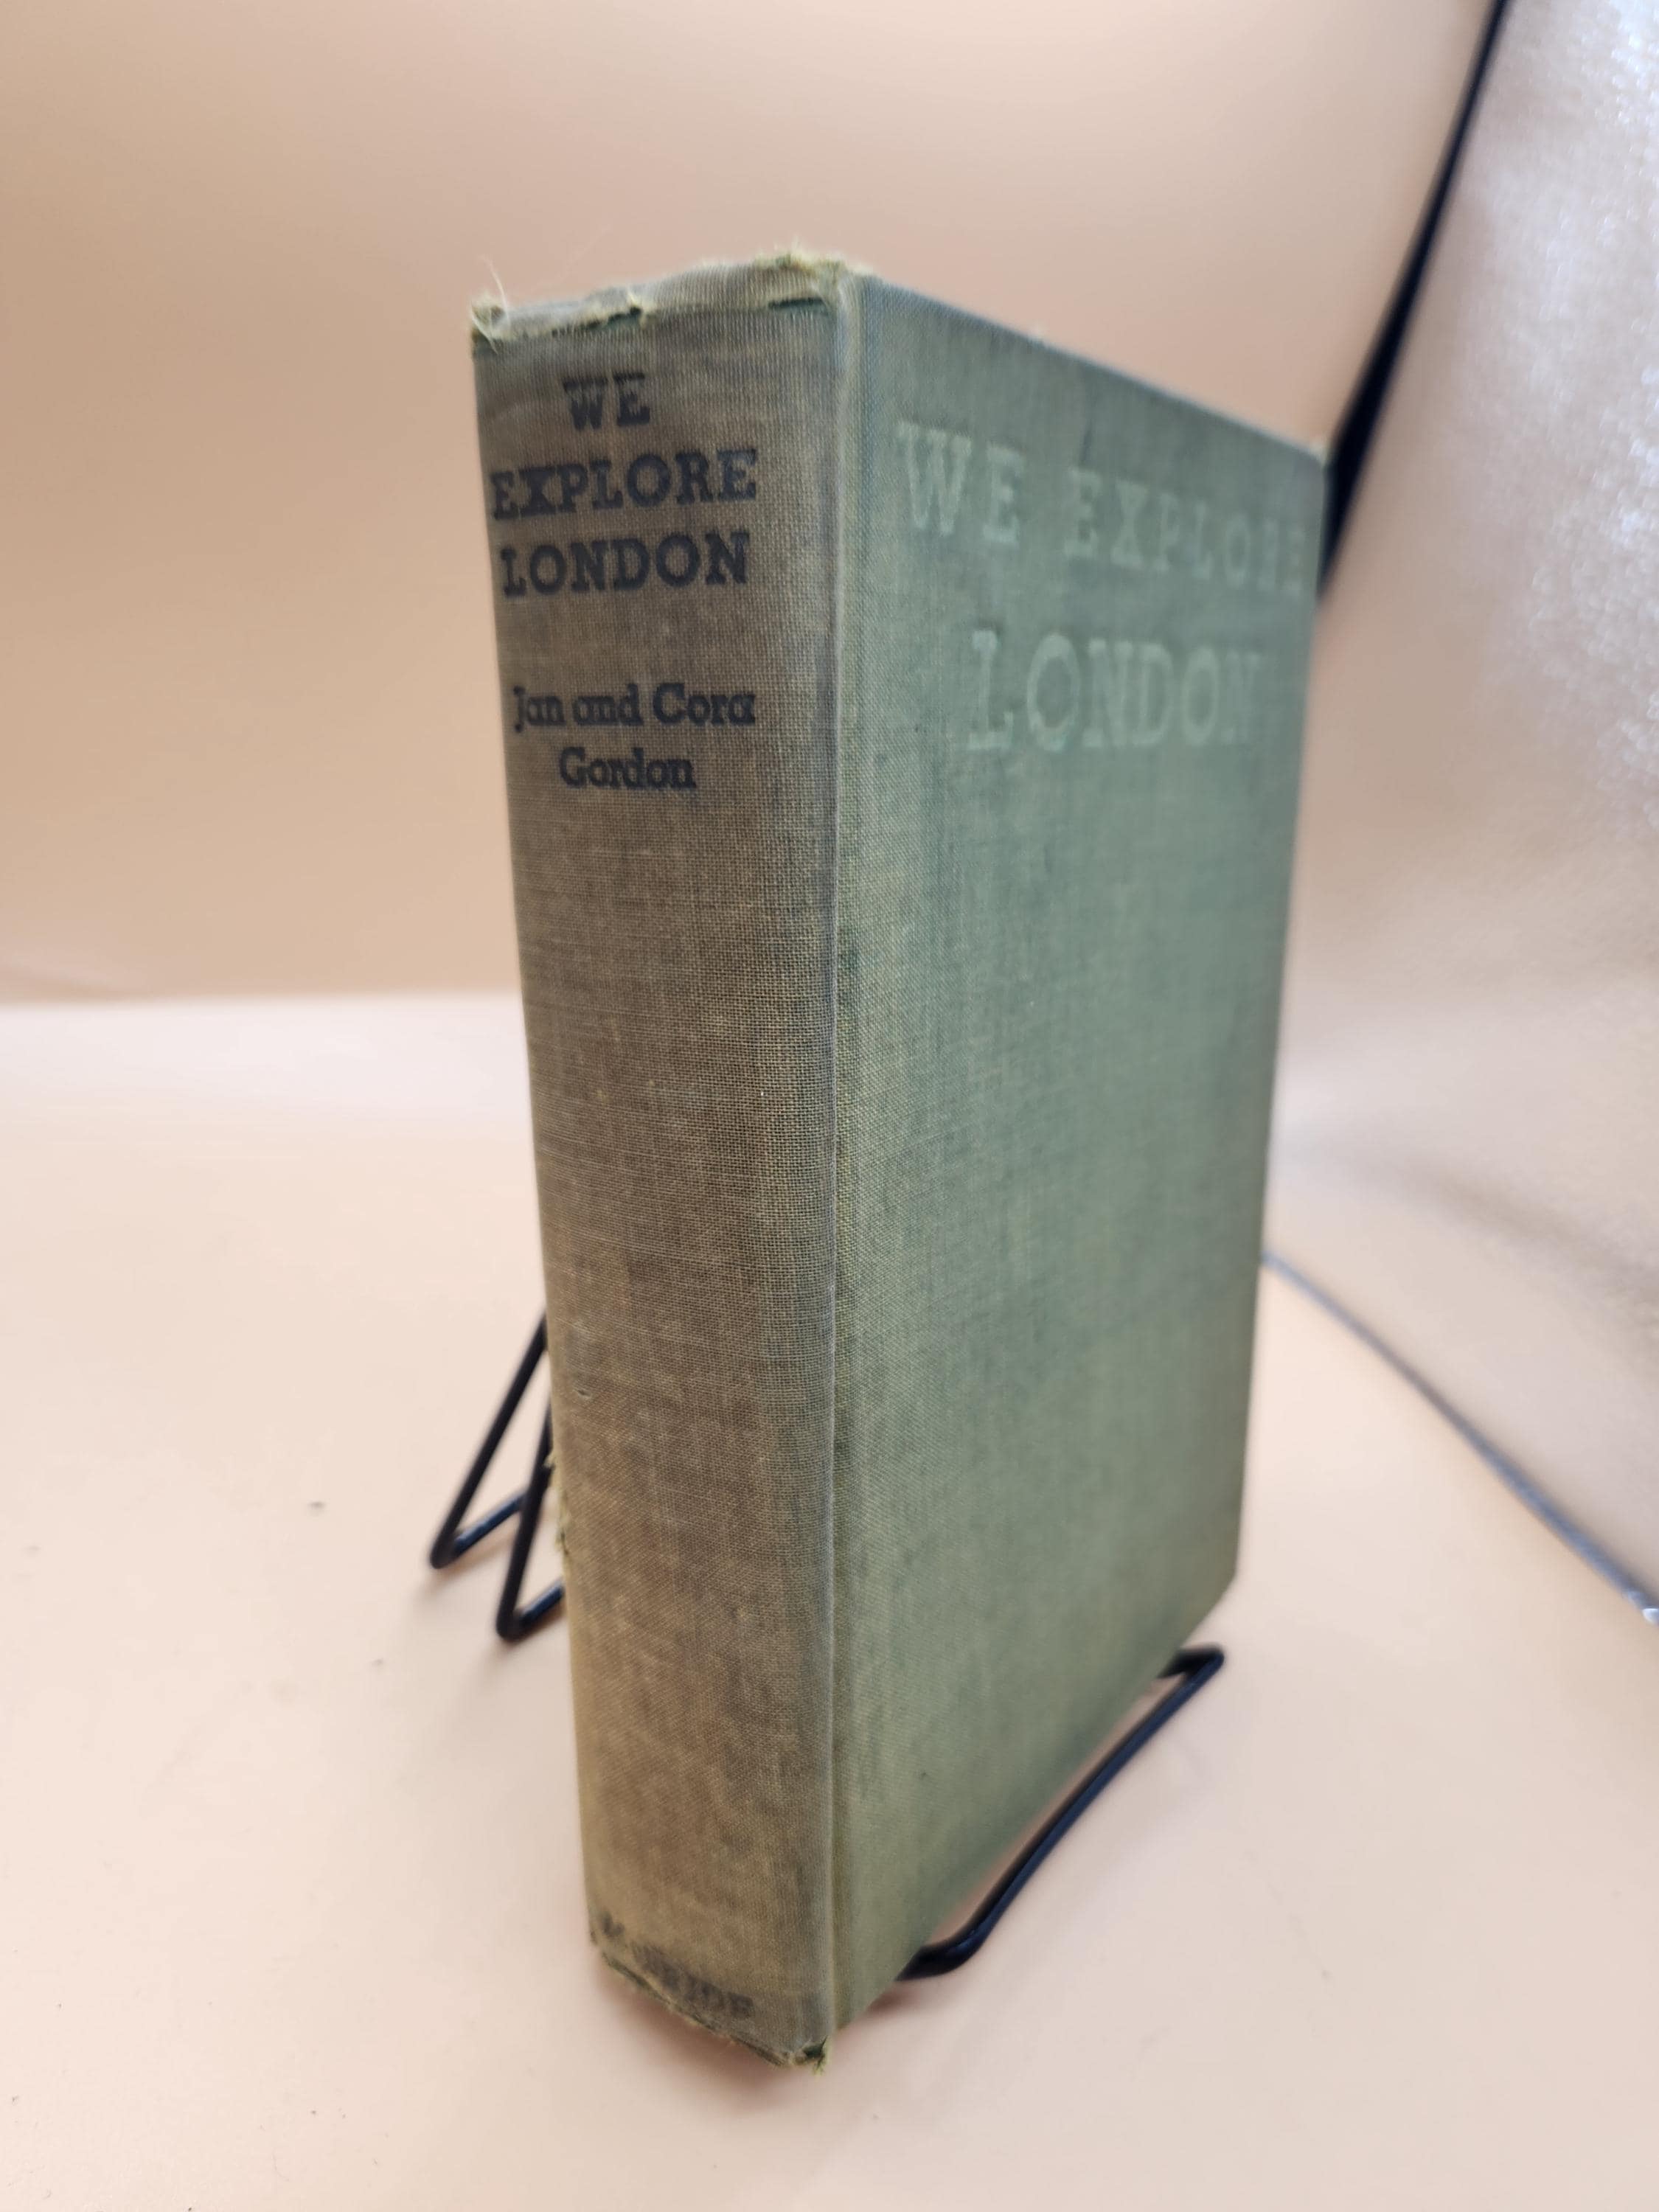 WE
EXPLORE
LONDON
Jan and Cora
Gordon
WE EXPLORE
LONDON